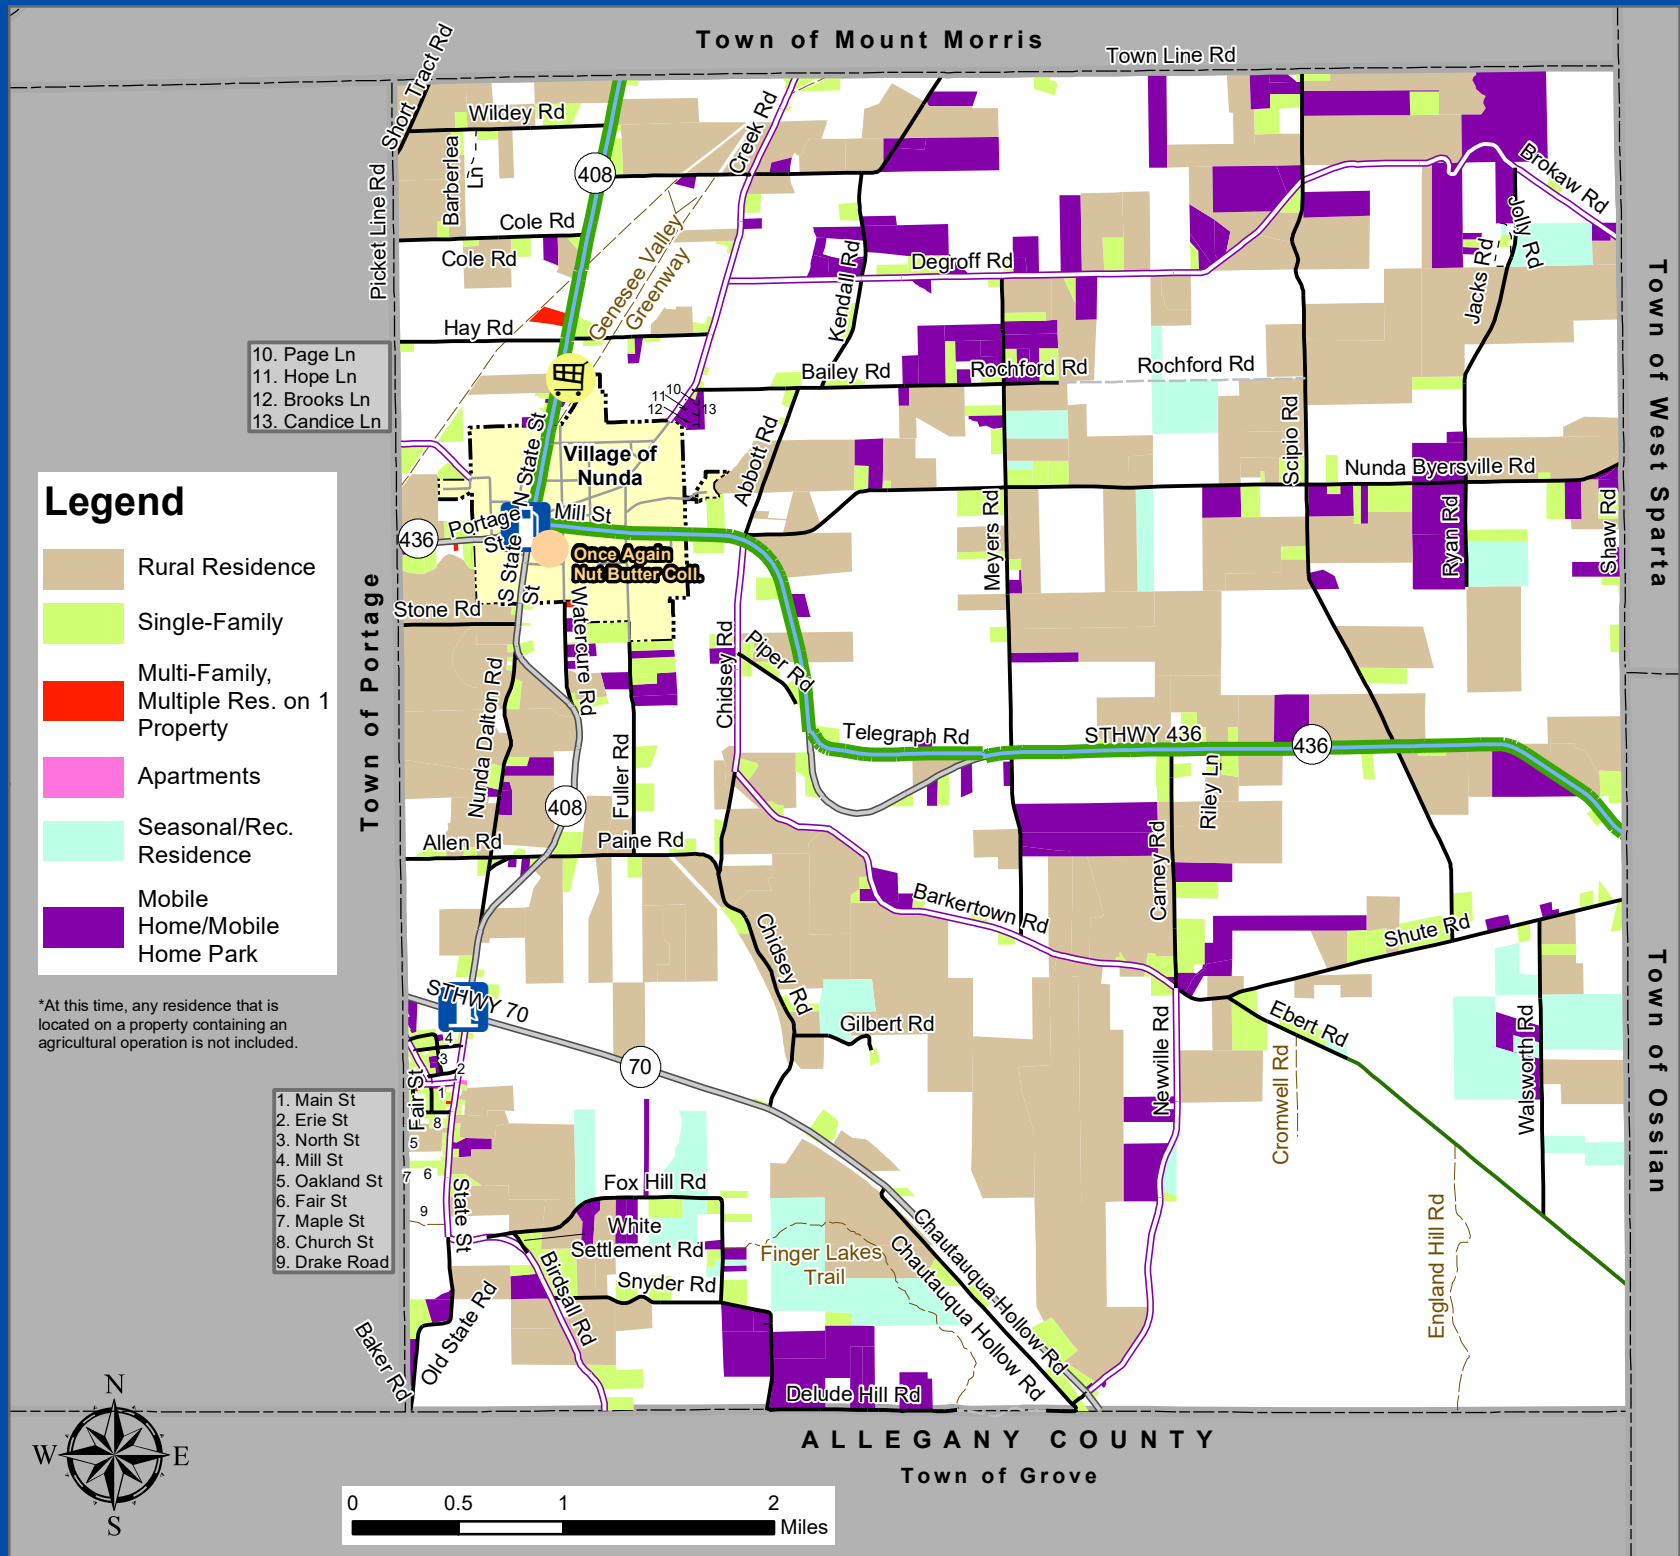 Town of Mount Morris
Town Line Rd
Short Tract Rd
Wildey Rd
Barberlea
Ln
408
Creek Rd
Picket Line Rd
Cole Rd
Cole Rd
Genesee Valley
Greenway
Hay Rd
Kendall Rd
Degroff Rd
Brokaw Rd
Jolly Rd
Jacks Rd
Town of West Sparta
10. Page Ln
11. Hope Ln
12. Brooks Ln
13. Candice Ln
10
11
12
13
Bailey Rd
Rochford Rd
Rochford Rd
Abbott Rd
Scipio Rd
N State St
Village of
Nunda
Nunda Byersville Rd
Legend
Rural Residence
Single-Family
Multi-Family,
Multiple Res. on 1
Property
Apartments
Seasonal/Rec.
Residence
Mobile
Home/Mobile
Home Park
*At this time, any residence that is
located on a property containing an
agricultural operation is not included.
436
Portage
St
Mill St
Once Again
Nut Butter Coll.
S State
St
Meyers Rd
Ryan Rd
Shaw Rd
Stone Rd
Watercure Rd
Town of Portage
Chidsey Rd
Piper Rd
Nunda Dalton Rd
Telegraph Rd
STHWY 436
436
Fuller Rd
Riley Ln
408
Allen Rd
Paine Rd
Carney Rd
Barkertown Rd
Shute Rd
Chidsey Rd
STHWY 70
Gilbert Rd
Ebert Rd
Newville Rd
Cromwell Rd
Walsworth Rd
Town of Ossian
70
4
3
2
1
Fair St
8
5
6
7
9
1. Main St
2. Erie St
3. North St
4. Mill St
5. Oakland St
6. Fair St
7. Maple St
8. Church St
9. Drake Road
State St
Fox Hill Rd
White
Settlement Rd
Snyder Rd
Birdsall Rd
Finger Lakes
Trail
Chautauqua Hollow Rd
Chautauqua Hollow Rd
England Hill Rd
Old State Rd
Baker Rd
Delude Hill Rd
ALLEGANY COUNTY
Town of Grove
N
W
E
S
0
0.5
1
2
Miles